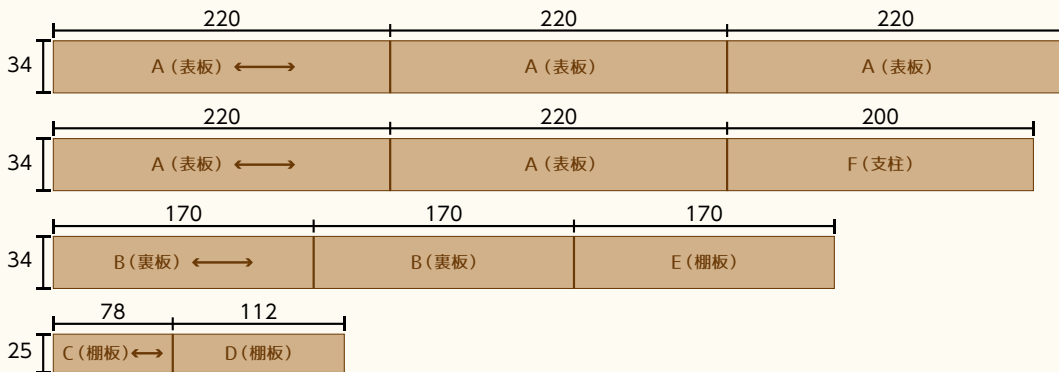 220 220 220
34 A（表板） A（表板） A（表板）
220 220 200
34 A（表板） A（表板） F（支柱）
170 170 170
34 B（裏板） B（裏板） E（棚板）
78 112
25 C（棚板） D（棚板）